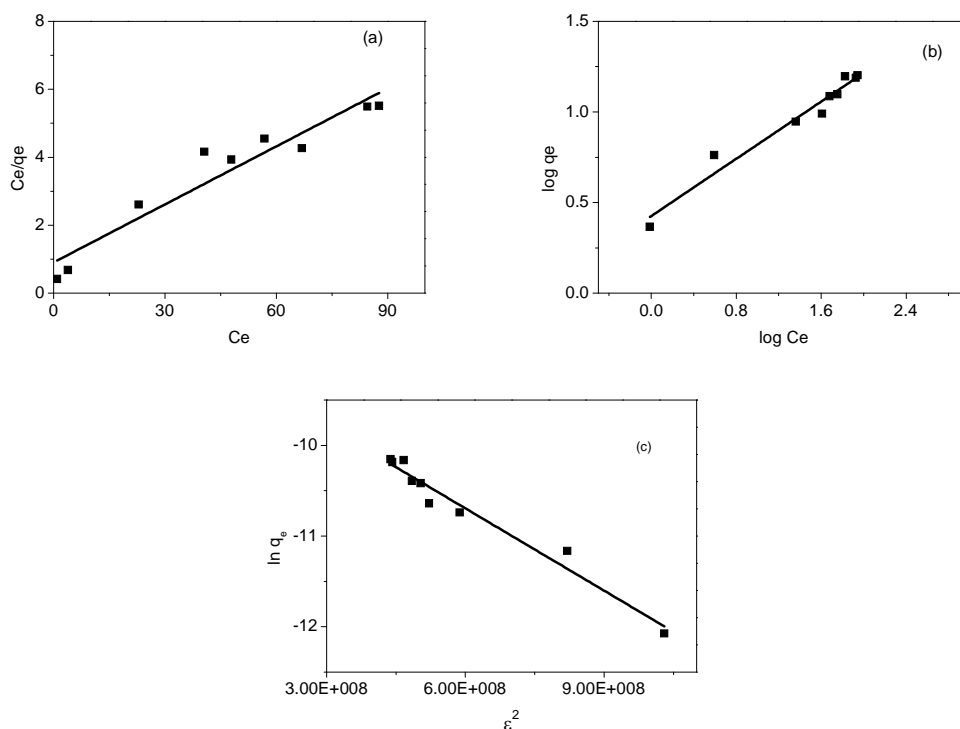 8
(a)
6
Ce/qe
4
2
0
0 30 60 90
Ce
1.5
(b)
1.0
log qe
0.5
0.0
0.0 0.8 1.6 2.4
log Ce
-10
(c)
ln qₑ
-11
-12
3.00E+008 6.00E+008 9.00E+008
ε²